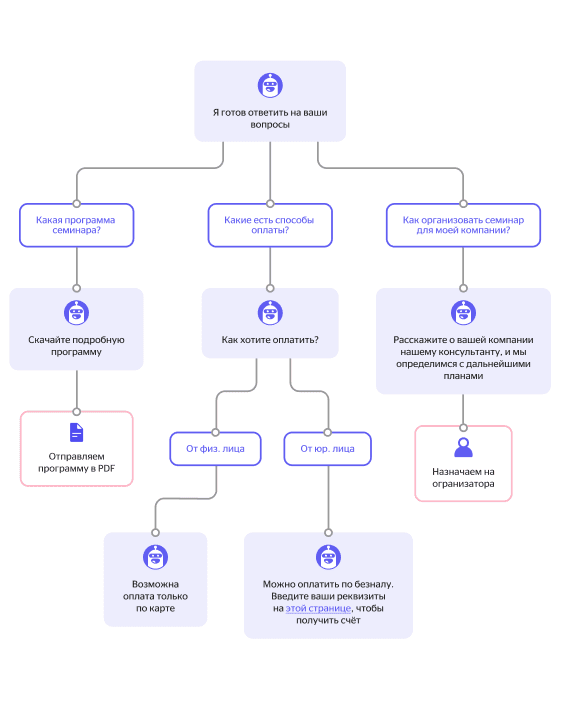 Я готов ответить на ваши
вопросы
Какая программа
семинара?
Какие есть способы
оплаты?
Как организовать семинар
для моей компании?
Скачайте подробную
программу
Как хотите оплатить?
Расскажите о вашей компании
нашему консультанту, и мы
определимся с дальнейшими
планами
Отправляем
программу в PDF
От физ. лица
От юр. лица
Назначаем на
огранизатора
Возможна
оплата только
по карте
Можно оплатить по безналу.
Введите ваши реквизиты
на этой странице, чтобы
получить счёт